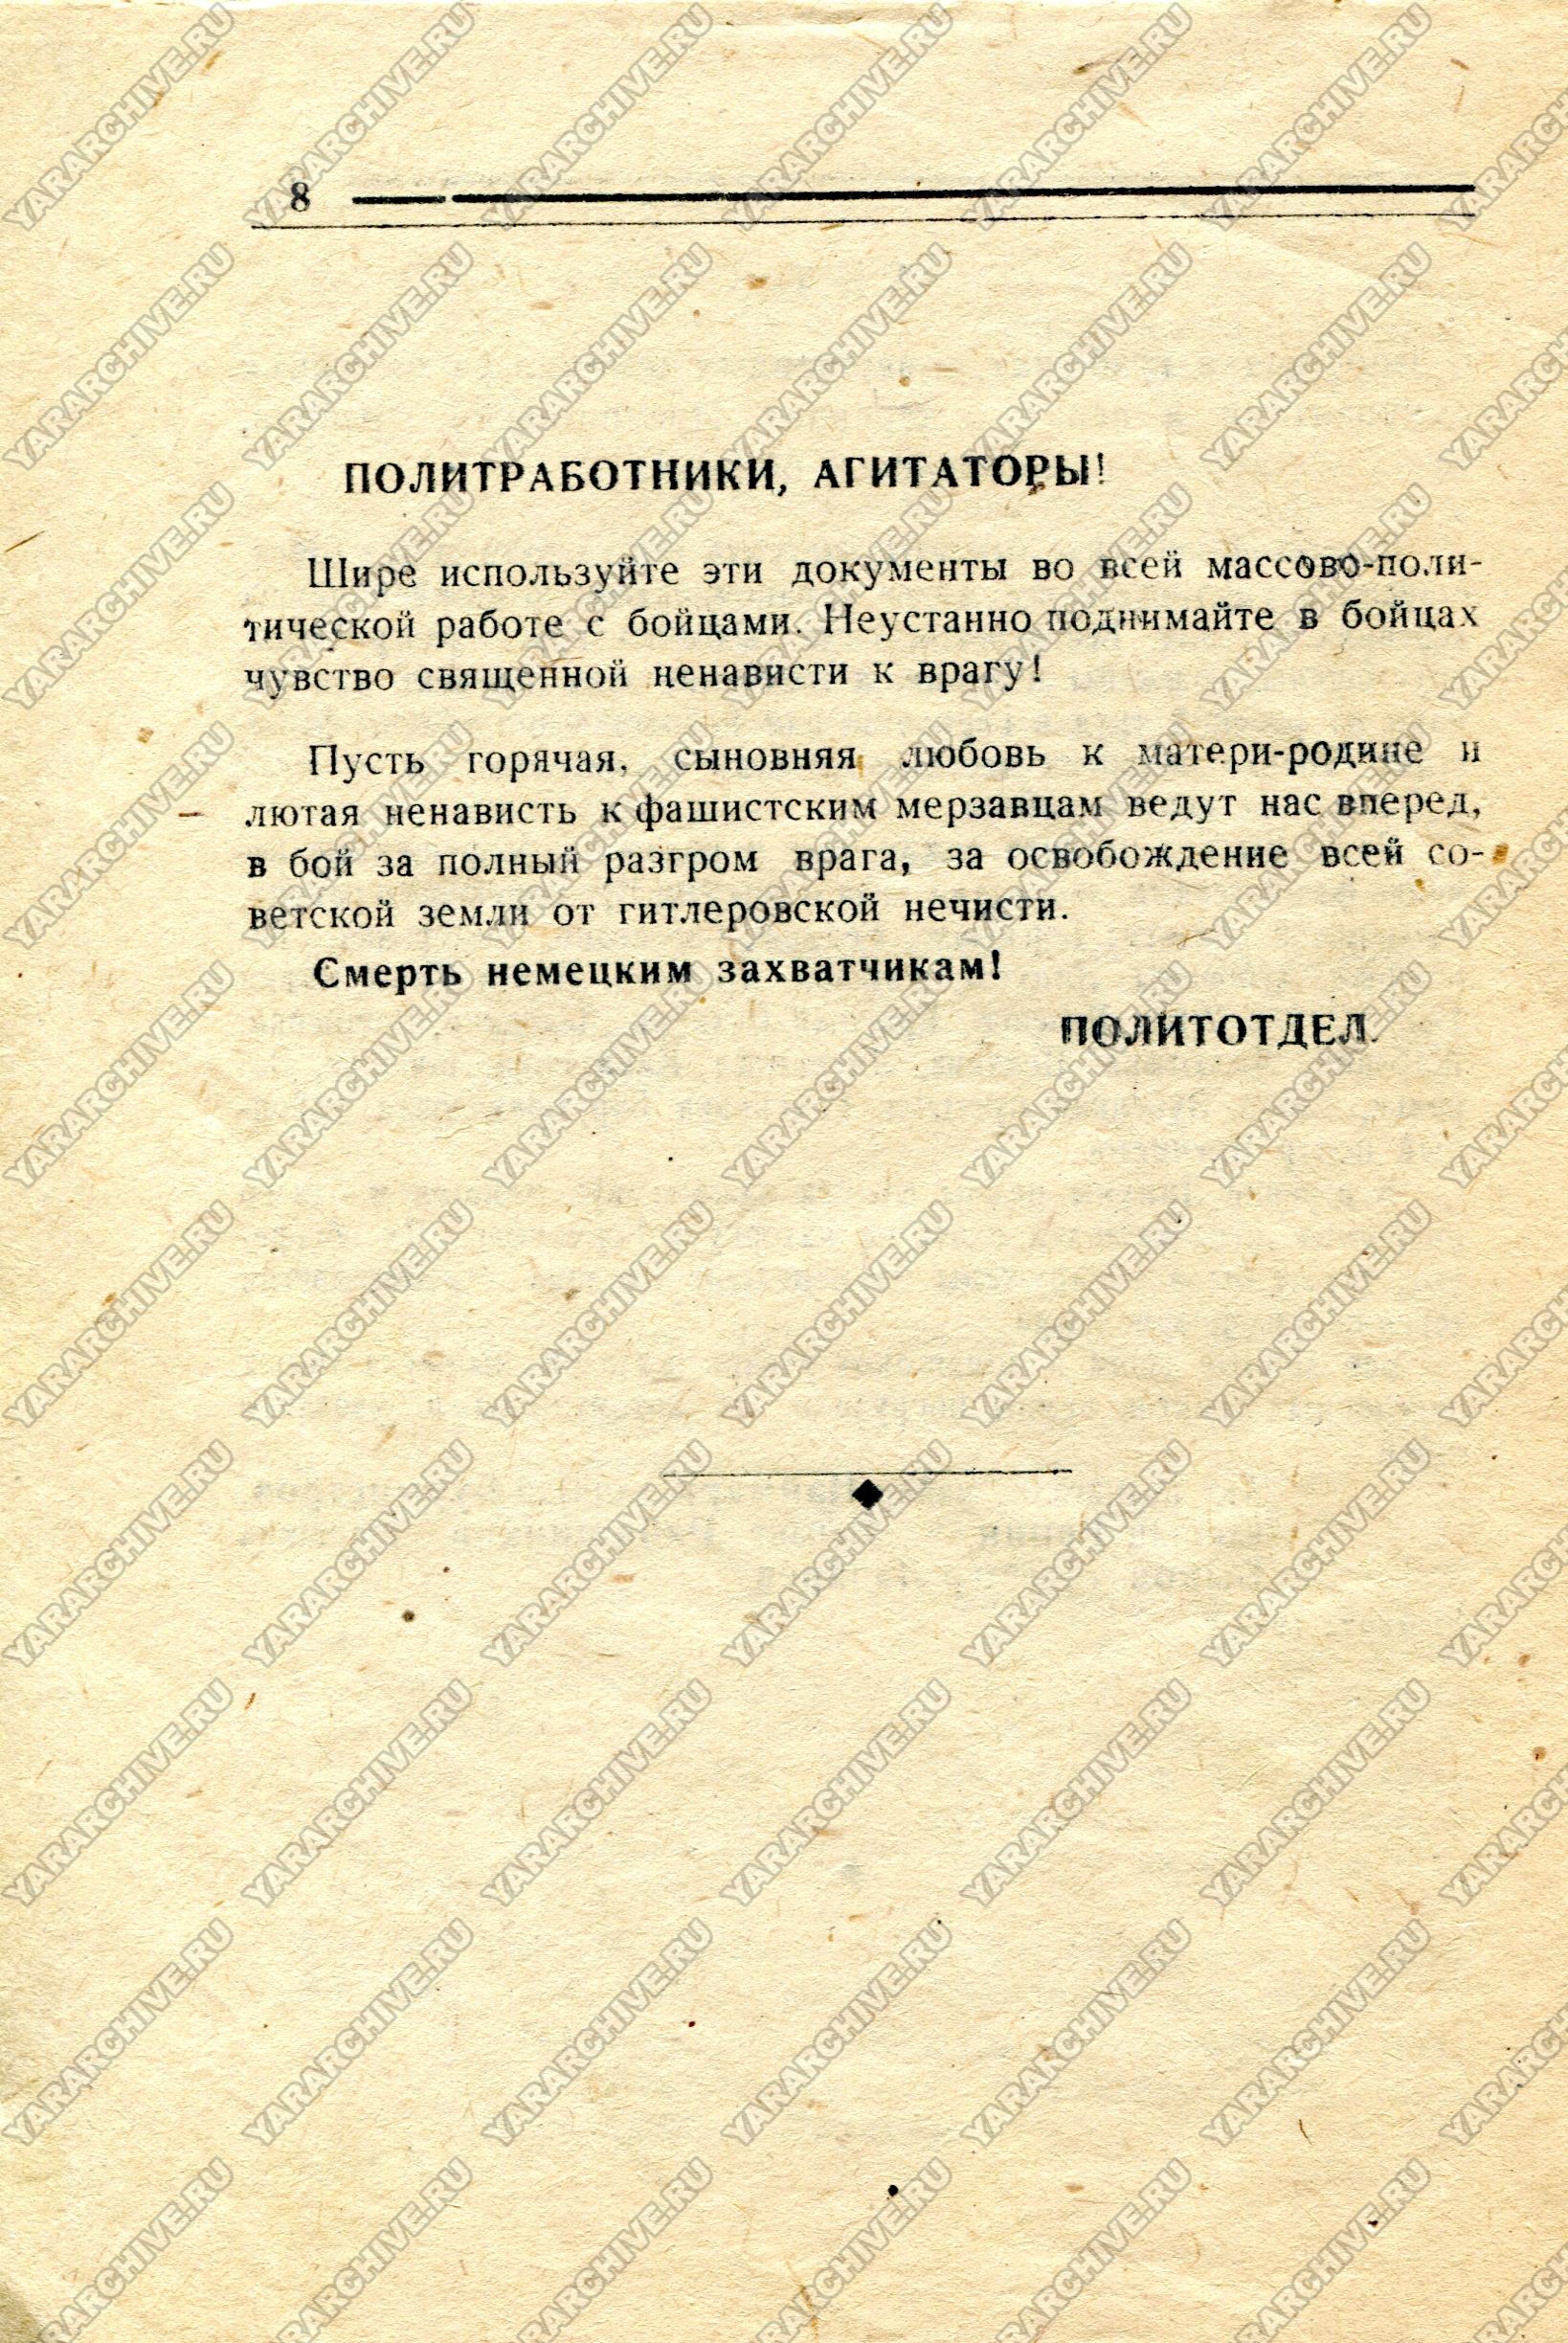 8
ПОЛИТРАБОТНИКИ, АГИТАТОРЫ!
Шире используйте эти документы во всей массово-поли-
тической работе с бойцами. Неустанно поднимайте в бойцах
чувство священной ненависти к врагу!
Пусть горячая, сыновняя любовь к матери-родине и
лютая ненависть к фашистским мерзавцам ведут нас вперед,
в бой за полный разгром врага, за освобождение всей со-
ветской земли от гитлеровской нечисти.
Смерть немецким захватчикам!
ПОЛИТОТДЕЛ.
YARARCHIVE.RU